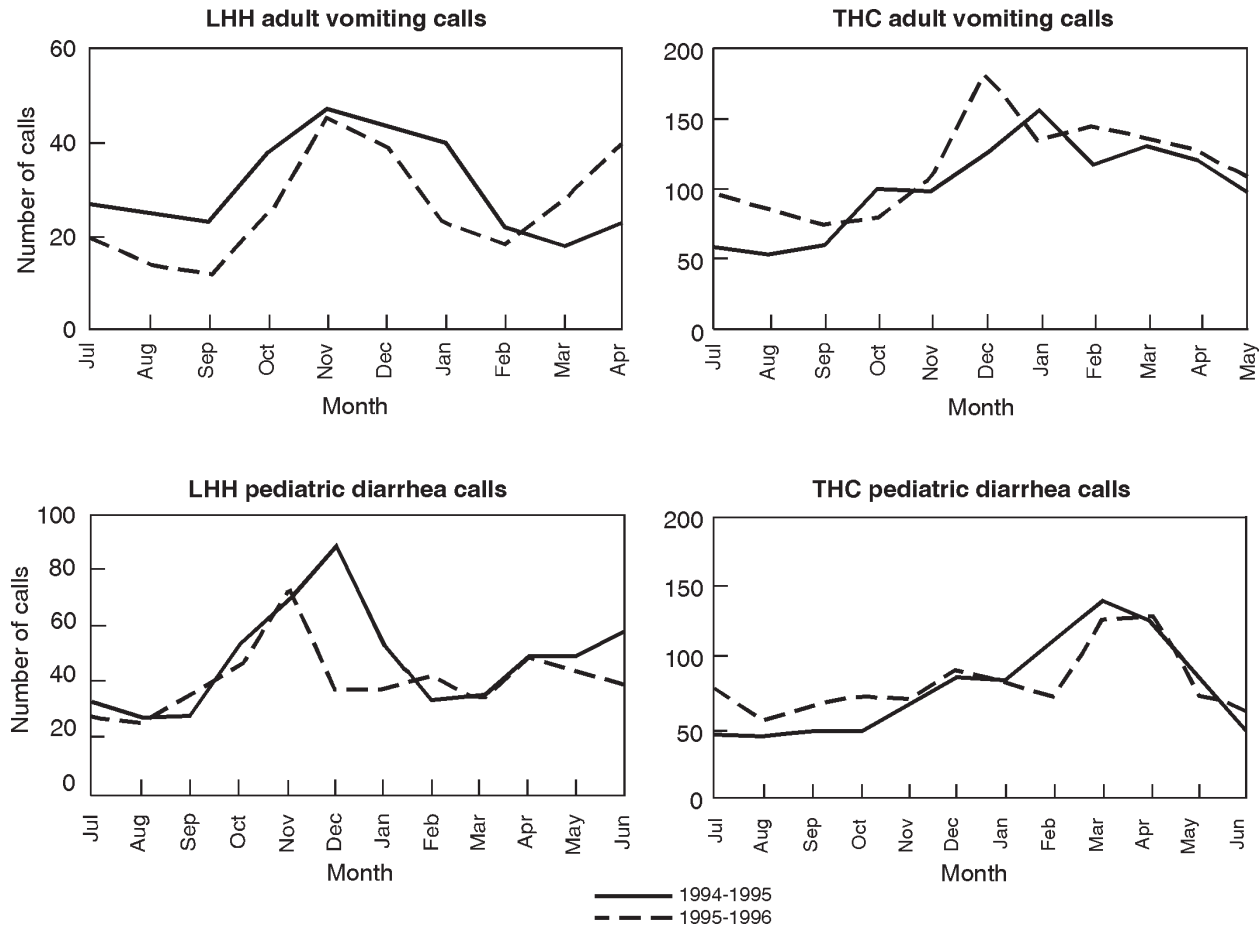 LHH adult vomiting calls
Number of calls
60
40
20
0
Jul Aug Sep Oct Nov Dec Jan Feb Mar Apr
Month
THC adult vomiting calls
200
150
100
50
0
Jul Aug Sep Oct Nov Dec Jan Feb Mar Apr May
Month
LHH pediatric diarrhea calls
Number of calls
100
80
60
40
20
0
Jul Aug Sep Oct Nov Dec Jan Feb Mar Apr May Jun
Month
THC pediatric diarrhea calls
200
150
100
50
0
Jul Aug Sep Oct Nov Dec Jan Feb Mar Apr May Jun
Month
1994-1995
1995-1996